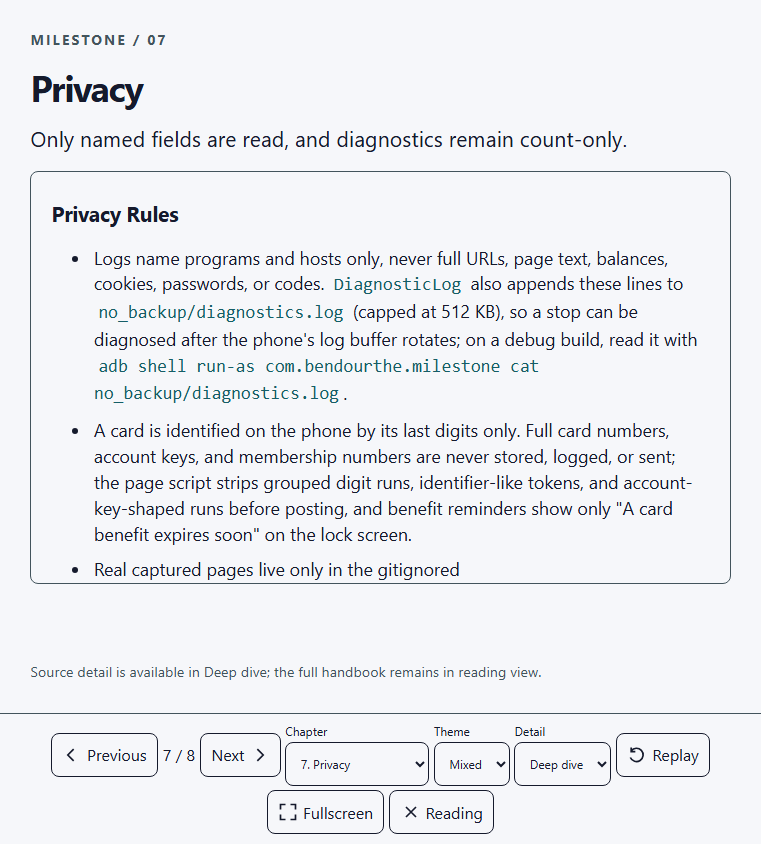 MILESTONE / 07
Privacy
Only named fields are read, and diagnostics remain count-only.
Privacy Rules
• Logs name programs and hosts only, never full URLs, page text, balances,
cookies, passwords, or codes. DiagnosticLog also appends these lines to
no_backup/diagnostics.log (capped at 512 KB), so a stop can be
diagnosed after the phone's log buffer rotates; on a debug build, read it with
adb shell run-as com.bendourthe.milestone cat
no_backup/diagnostics.log.
• A card is identified on the phone by its last digits only. Full card numbers,
account keys, and membership numbers are never stored, logged, or sent;
the page script strips grouped digit runs, identifier-like tokens, and account-
key-shaped runs before posting, and benefit reminders show only "A card
benefit expires soon" on the lock screen.
• Real captured pages live only in the gitignored
Source detail is available in Deep dive; the full handbook remains in reading view.
Chapter Theme Detail
Previous 7 / 8 Next 7. Privacy Mixed Deep dive Replay
Fullscreen Reading